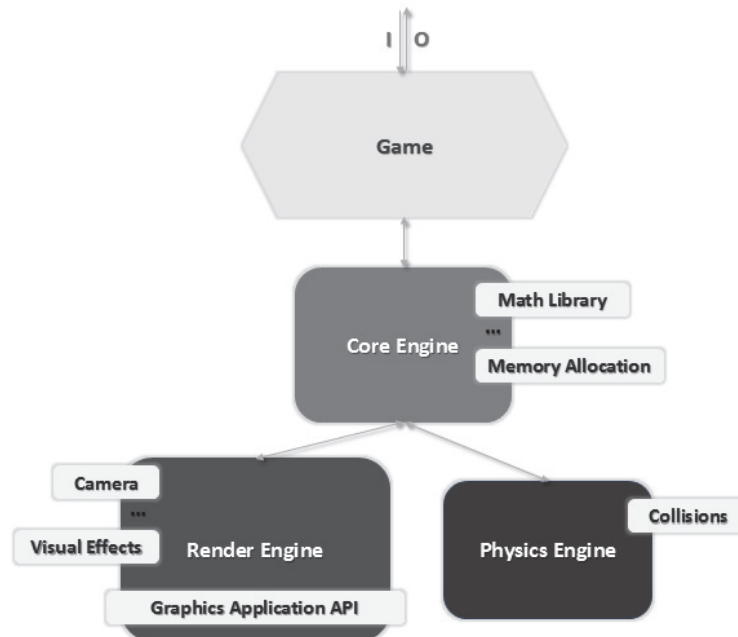 I O
Game
Math Library
...
Core Engine
Memory Allocation
Camera
...
Visual Effects
Render Engine
Graphics Application API
Collisions
Physics Engine